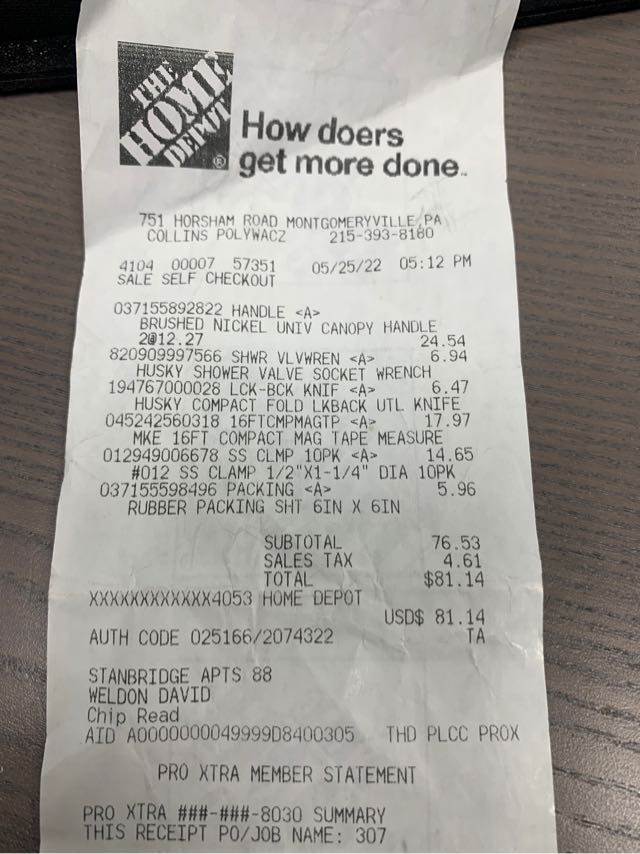 THE
HOME
DEPOT
®
How doers
get more done™
751 HORSHAM ROAD MONTGOMERYVILLE,PA
COLLINS POLYWACZ 215-393-8180
4104 00007 57351 05/25/22 05:12 PM
SALE SELF CHECKOUT
037155892822 HANDLE <A>
BRUSHED NICKEL UNIV CANOPY HANDLE
2@12.27 24.54
820909997566 SHWR VLVWREN <A> 6.94
HUSKY SHOWER VALVE SOCKET WRENCH
194767000028 LCK-BCK KNIF <A> 6.47
HUSKY COMPACT FOLD LKBACK UTL KNIFE
045242560318 16FTCMPMAGTP <A> 17.97
MKE 16FT COMPACT MAG TAPE MEASURE
012949006678 SS CLMP 10PK <A> 14.65
#012 SS CLAMP 1/2"X1-1/4" DIA 10PK
037155598496 PACKING <A> 5.96
RUBBER PACKING SHT 6IN X 6IN
SUBTOTAL 76.53
SALES TAX 4.61
TOTAL $81.14
XXXXXXXXXXXX4053 HOME DEPOT
USD$ 81.14
AUTH CODE 025166/2074322 TA
STANBRIDGE APTS 88
WELDON DAVID
Chip Read
AID A0000000049999D8400305 THD PLCC PROX
PRO XTRA MEMBER STATEMENT
PRO XTRA ###-###-8030 SUMMARY
THIS RECEIPT PO/JOB NAME: 307